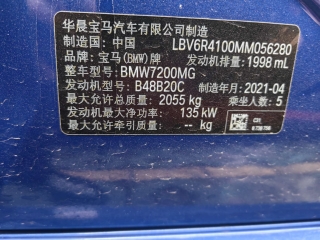 华晨宝马汽车有限公司制造
制造国：中国 LBV6R4100MM056280
品牌：宝马(BMW)牌 发动机排量：1998 mL
整车型号：BMW7200MG
发动机型号：B48B20C 制造年月：2021-04
最大允许总质量：2055 kg 乘坐人数：5
发动机最大净功率：135 kW
最大允许牵引质量：-- kg